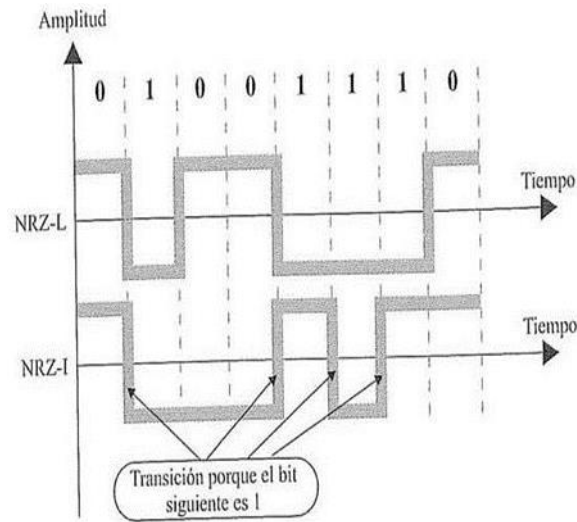 Amplitud
0 1 0 0 1 1 1 0
Tiempo
NRZ-L
Tiempo
NRZ-I
Transición porque el bit
siguiente es 1